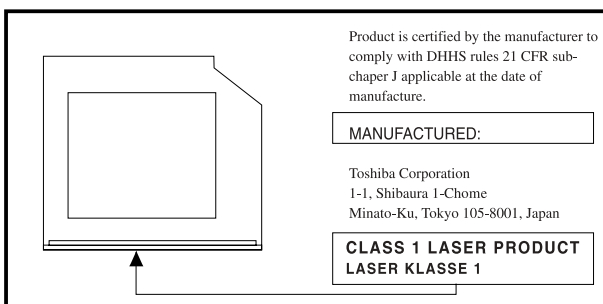 Product is certified by the manufacturer to
comply with DHHS rules 21 CFR sub-
chaper J applicable at the date of
manufacture.
MANUFACTURED:
Toshiba Corporation
1-1, Shibaura 1-Chome
Minato-Ku, Tokyo 105-8001, Japan
CLASS 1 LASER PRODUCT
LASER KLASSE 1